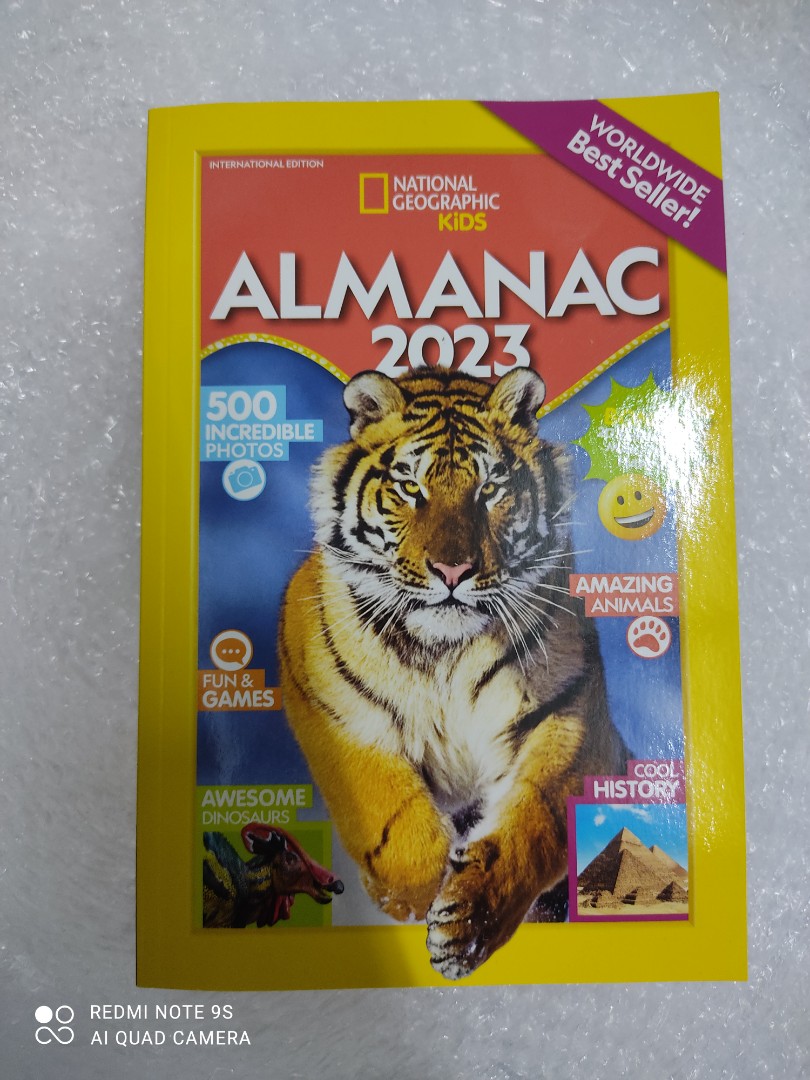 INTERNATIONAL EDITION
WORLDWIDE
Best Seller!
NATIONAL
GEOGRAPHIC
KiDS
ALMANAC
2023
500
INCREDIBLE
PHOTOS
AMAZING
ANIMALS
FUN &
GAMES
COOL
HISTORY
AWESOME
DINOSAURS
REDMI NOTE 9S
AI QUAD CAMERA